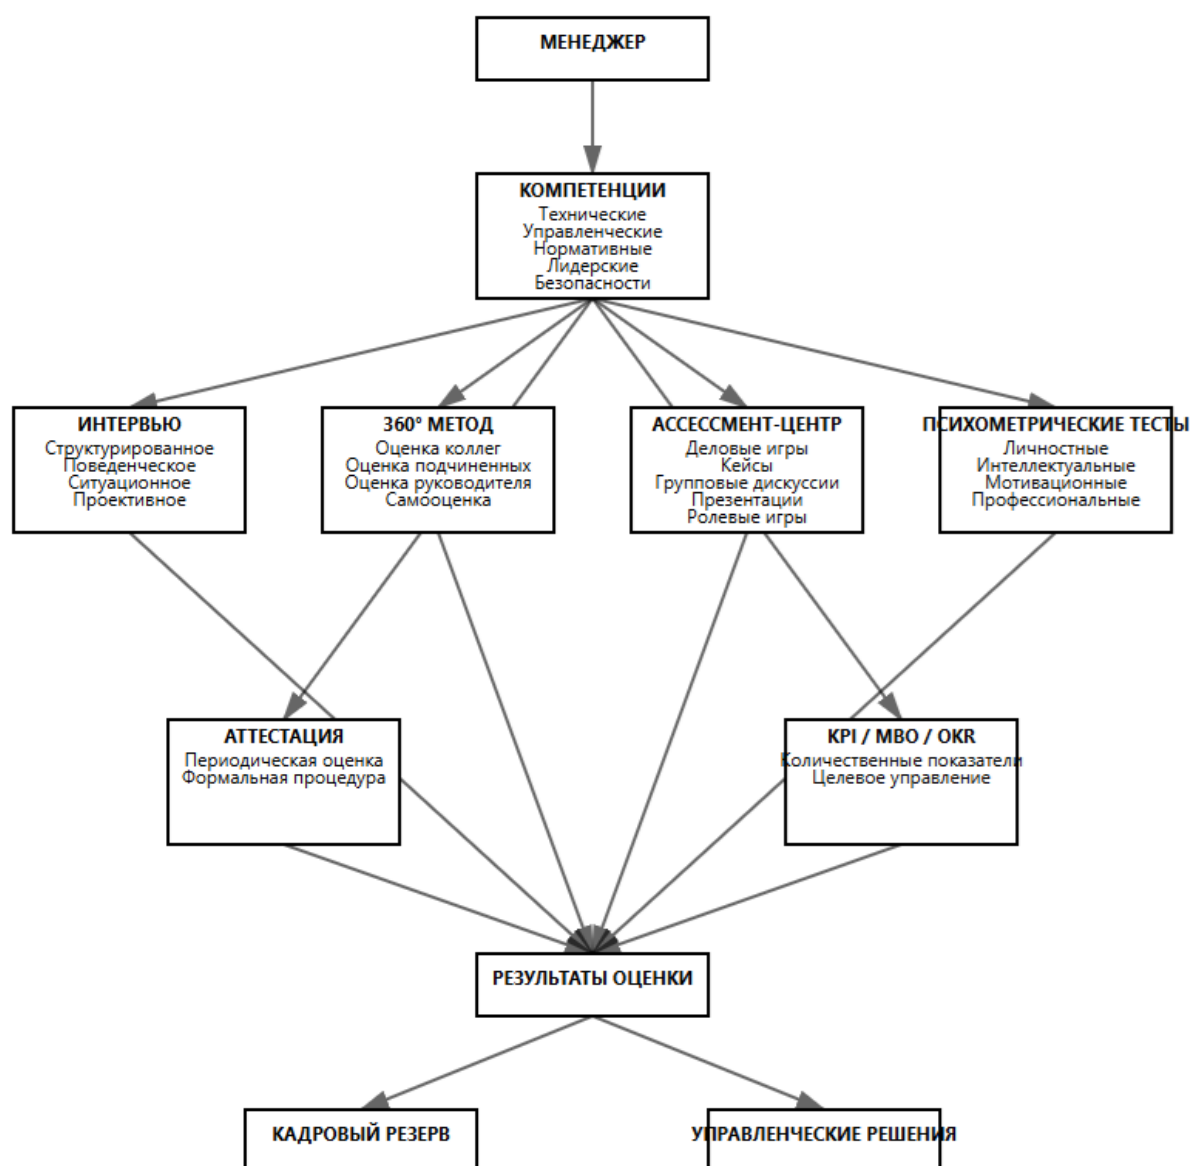 МЕНЕДЖЕР
КОМПЕТЕНЦИИ
Технические
Управленческие
Нормативные
Лидерские
Безопасности
ИНТЕРВЬЮ
Структурированное
Поведенческое
Ситуационное
Проективное
360° МЕТОД
Оценка коллег
Оценка подчиненных
Оценка руководителя
Самооценка
АССЕССМЕНТ-ЦЕНТР
Деловые игры
Кейсы
Групповые дискуссии
Презентации
Ролевые игры
ПСИХОМЕТРИЧЕСКИЕ ТЕСТЫ
Личностные
Интеллектуальные
Мотивационные
Профессиональные
АТТЕСТАЦИЯ
Периодическая оценка
Формальная процедура
KPI / MBO / OKR
Количественные показатели
Целевое управление
РЕЗУЛЬТАТЫ ОЦЕНКИ
КАДРОВЫЙ РЕЗЕРВ
УПРАВЛЕНЧЕСКИЕ РЕШЕНИЯ